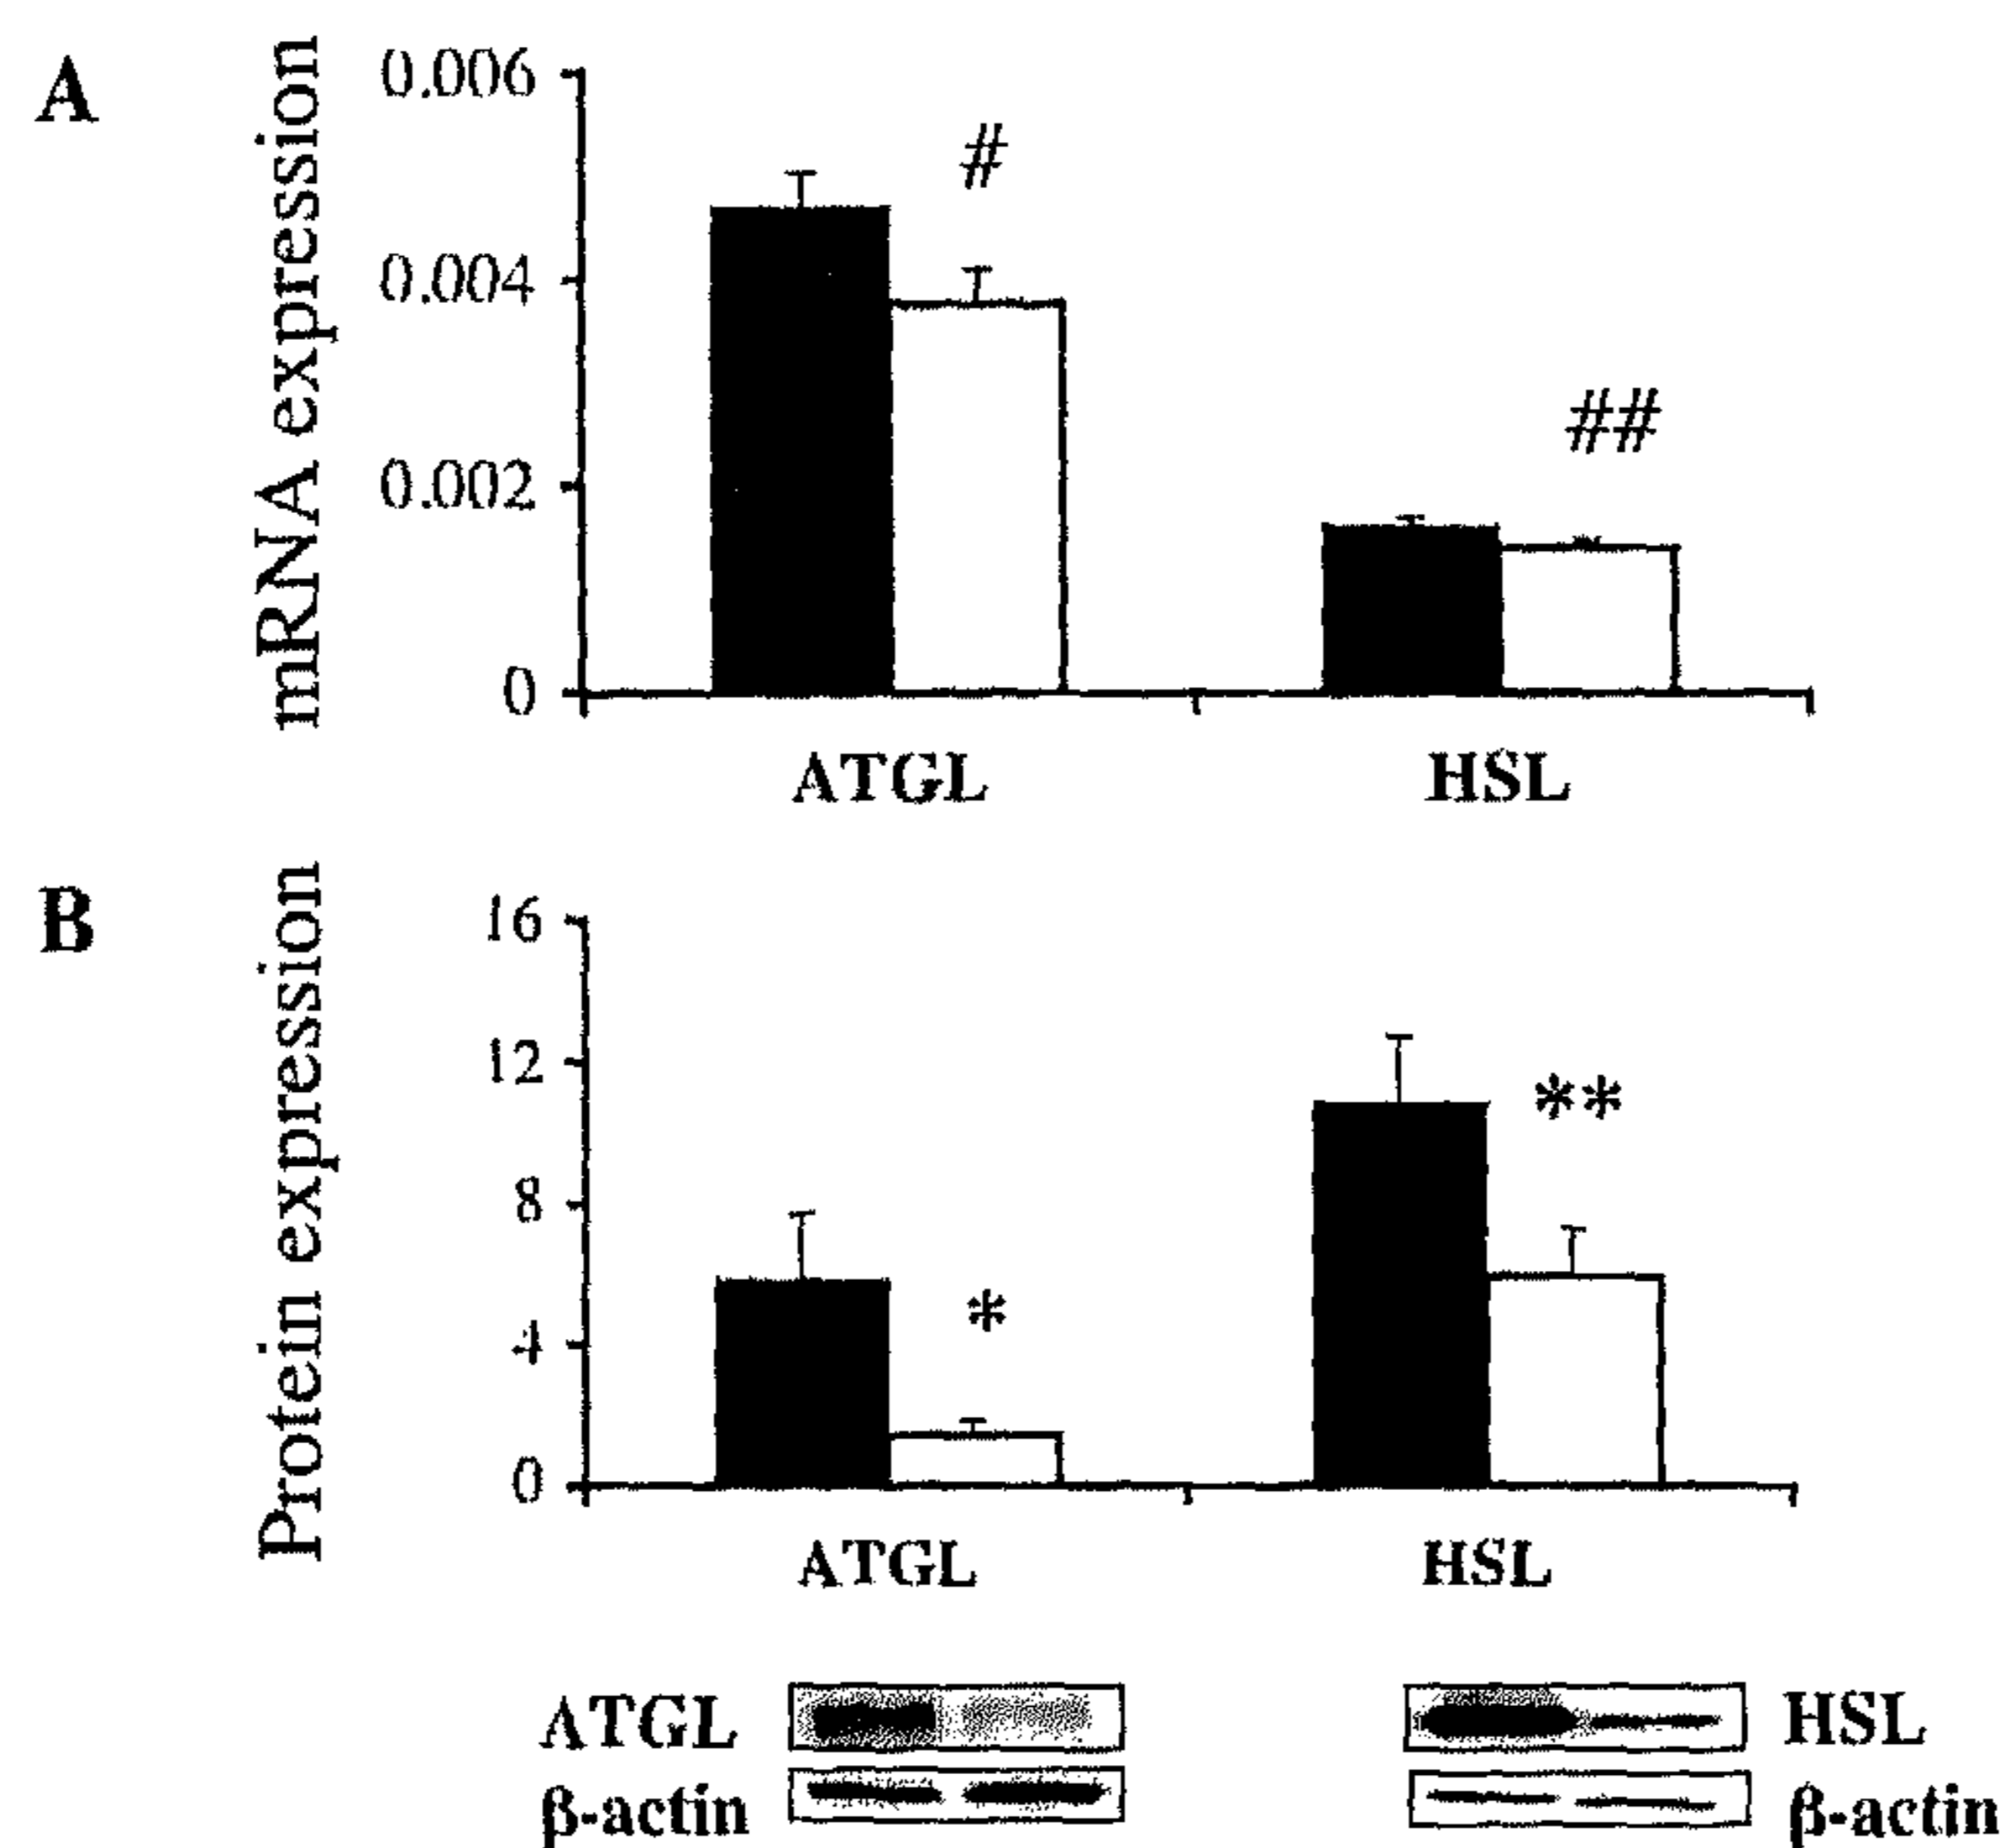 A
mRNA expression
0.006
0.004
0.002
0
#
##
ATGL HSL
B
Protein expression
16
12
8
4
0
*
**
ATGL HSL
ATGL HSL
β-actin β-actin